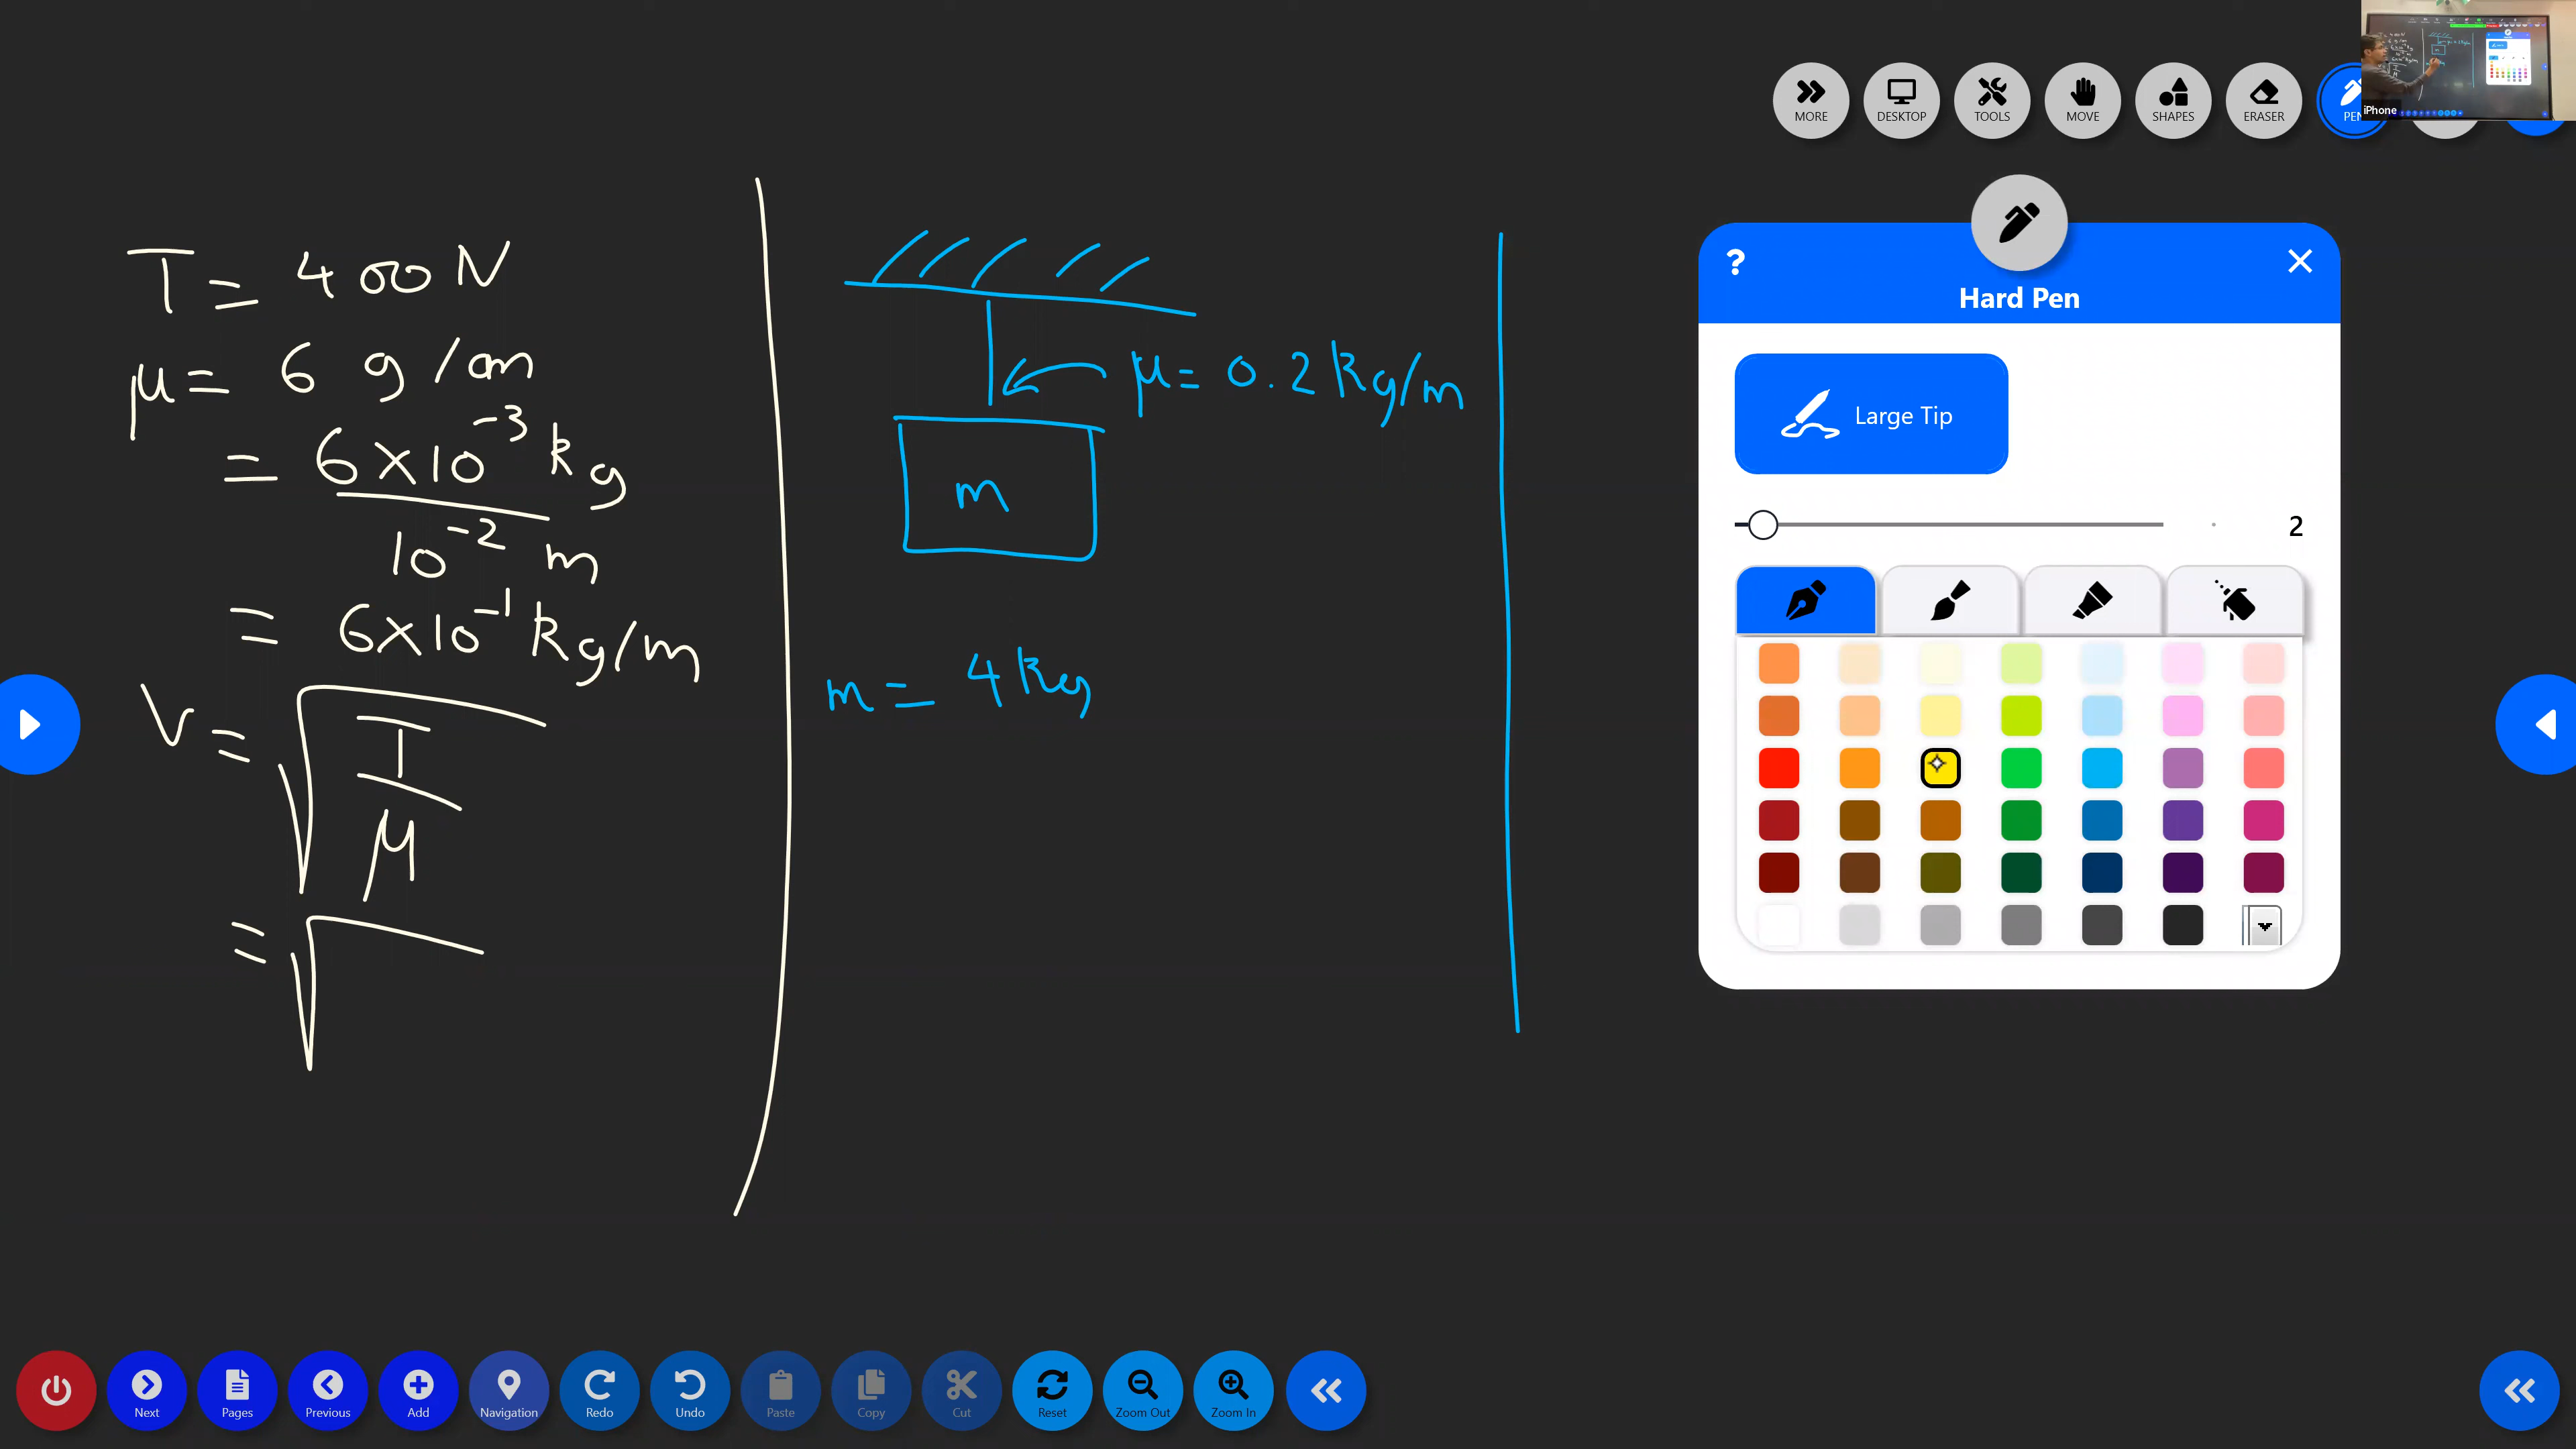 MORE
DESKTOP
TOOLS
MOVE
SHAPES
ERASER
PEN
iPhone
T = 400 N
μ = 6 g/cm
= 6×10⁻³ kg
10⁻² m
= 6×10⁻¹ kg/m
V = √
T
μ
= √
μ = 0.2 kg/m
m
m = 4 kg
?
Hard Pen
Large Tip
2
Next
Pages
Previous
Add
Navigation
Redo
Undo
Paste
Copy
Cut
Reset
Zoom Out
Zoom In